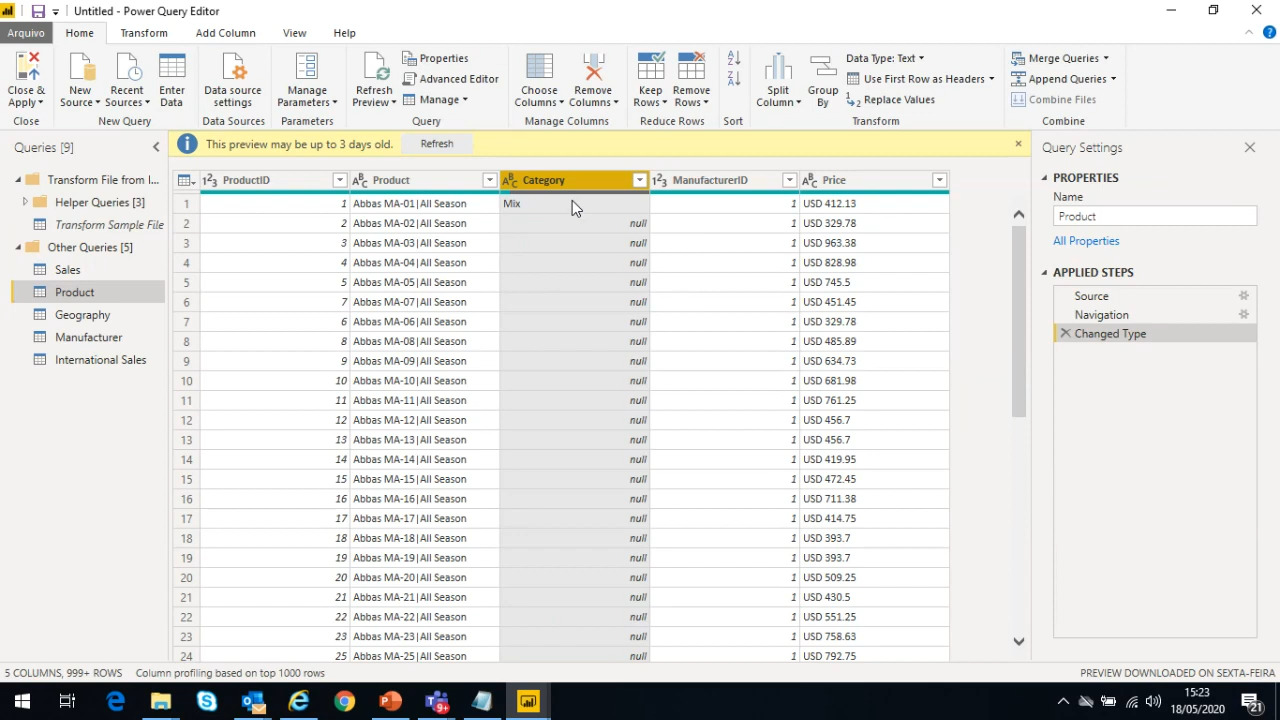 Untitled - Power Query Editor
Arquivo Home Transform Add Column View Help
Close & Apply
New Source
Recent Sources
Enter Data
Data source settings
Manage Parameters
Refresh Preview
Properties
Advanced Editor
Manage
Choose Columns
Remove Columns
Keep Rows
Remove Rows
Split Column
Group By
Data Type: Text
Use First Row as Headers
Replace Values
Merge Queries
Append Queries
Combine Files
Close New Query Data Sources Parameters Query Manage Columns Reduce Rows Sort Transform Combine
Queries [9]
Transform File from I...
Helper Queries [3]
Transform Sample File
Other Queries [5]
Sales
Product
Geography
Manufacturer
International Sales
This preview may be up to 3 days old. Refresh
ProductID Product Category ManufacturerID Price
1 1 Abbas MA-01|All Season Mix 1 USD 412.13
2 2 Abbas MA-02|All Season null 1 USD 329.78
3 3 Abbas MA-03|All Season null 1 USD 963.38
4 4 Abbas MA-04|All Season null 1 USD 828.98
5 5 Abbas MA-05|All Season null 1 USD 745.5
6 7 Abbas MA-07|All Season null 1 USD 451.45
7 6 Abbas MA-06|All Season null 1 USD 329.78
8 8 Abbas MA-08|All Season null 1 USD 485.89
9 9 Abbas MA-09|All Season null 1 USD 634.73
10 10 Abbas MA-10|All Season null 1 USD 681.98
11 11 Abbas MA-11|All Season null 1 USD 761.25
12 12 Abbas MA-12|All Season null 1 USD 456.7
13 13 Abbas MA-13|All Season null 1 USD 456.7
14 14 Abbas MA-14|All Season null 1 USD 419.95
15 15 Abbas MA-15|All Season null 1 USD 472.45
16 16 Abbas MA-16|All Season null 1 USD 711.38
17 17 Abbas MA-17|All Season null 1 USD 414.75
18 18 Abbas MA-18|All Season null 1 USD 393.7
19 19 Abbas MA-19|All Season null 1 USD 393.7
20 20 Abbas MA-20|All Season null 1 USD 509.25
21 21 Abbas MA-21|All Season null 1 USD 430.5
22 22 Abbas MA-22|All Season null 1 USD 551.25
23 23 Abbas MA-23|All Season null 1 USD 758.63
24 25 Abbas MA-25|All Season null 1 USD 792.75
Query Settings
PROPERTIES
Name
Product
All Properties
APPLIED STEPS
Source
Navigation
Changed Type
5 COLUMNS, 999+ ROWS Column profiling based on top 1000 rows PREVIEW DOWNLOADED ON SEXTA-FEIRA
15:23
18/05/2020
21